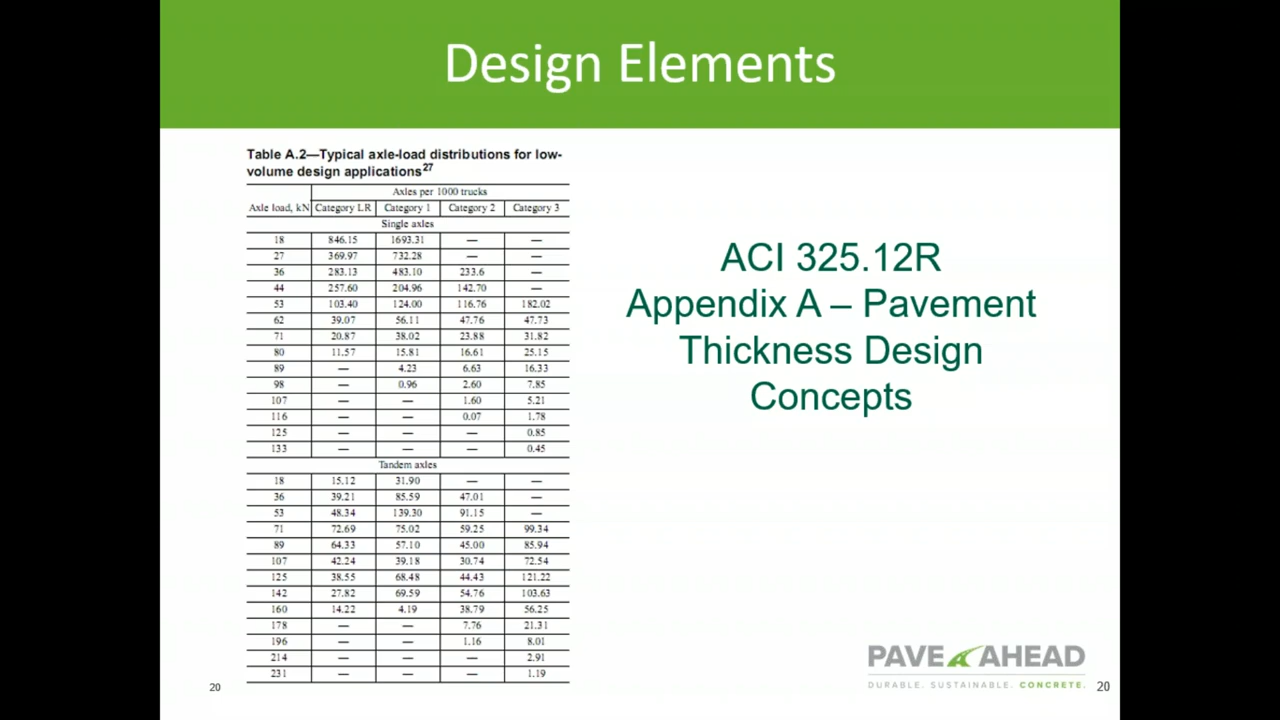 Design Elements
Table A.2—Typical axle-load distributions for low-
volume design applications27
Axles per 1000 trucks
Axle load, kN Category LR Category 1 Category 2 Category 3
Single axles
18 846.15 1693.31 — —
27 369.97 732.28 — —
36 283.13 483.10 233.6 —
44 257.60 204.96 142.70 —
53 103.40 124.00 116.76 182.02
62 39.07 56.11 47.76 47.73
71 20.87 38.02 23.88 31.82
80 11.57 15.81 16.61 25.15
89 — 4.23 6.63 16.33
98 — 0.96 2.60 7.85
107 — — 1.60 5.21
116 — — 0.07 1.78
125 — — — 0.85
133 — — — 0.45
Tandem axles
18 15.12 31.90 — —
36 39.21 85.59 47.01 —
53 48.34 139.30 91.15 —
71 72.69 75.02 59.25 99.34
89 64.33 57.10 45.00 85.94
107 42.24 39.18 30.74 72.54
125 38.55 68.48 44.43 121.22
142 27.82 69.59 54.76 103.63
160 14.22 4.19 38.79 56.25
178 — — 7.76 21.31
196 — — 1.16 8.01
214 — — — 2.91
231 — — — 1.19
ACI 325.12R
Appendix A – Pavement
Thickness Design
Concepts
PAVE AHEAD
DURABLE. SUSTAINABLE. CONCRETE.
20
20